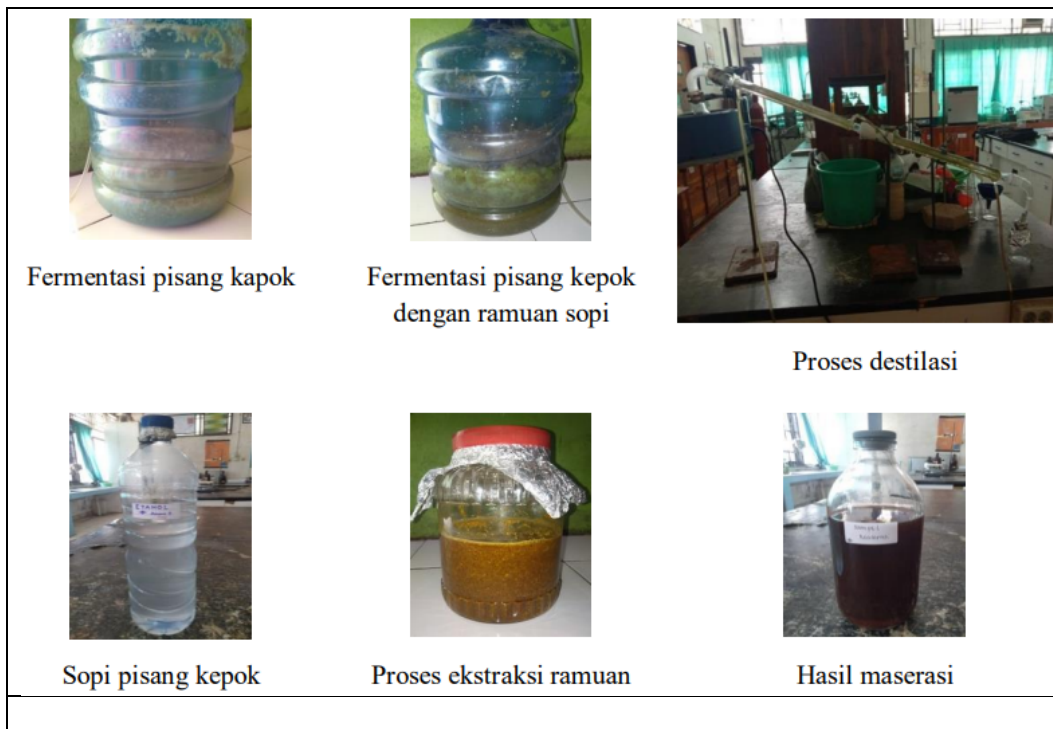 Fermentasi pisang kapok
Fermentasi pisang kepok
dengan ramuan sopi
Proses destilasi
ETANOL
Sopi pisang kepok
Proses ekstraksi ramuan
Hasil maserasi